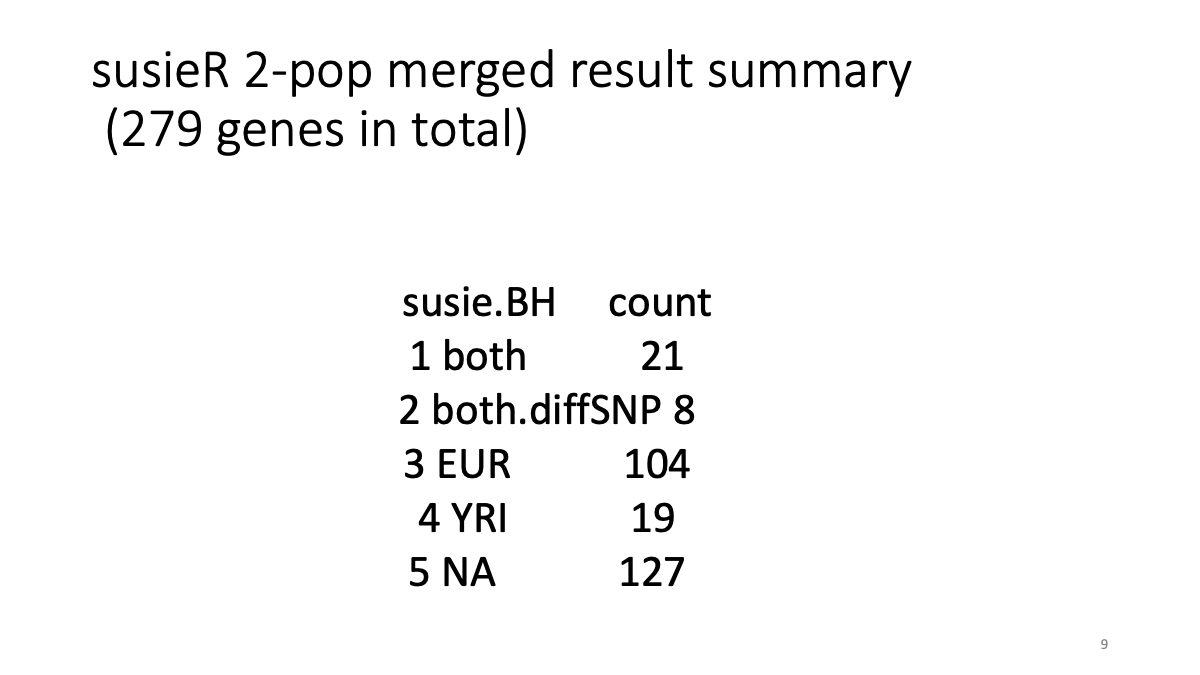 susieR 2-pop merged result summary
(279 genes in total)
susie.BH count
1 both 21
2 both.diffSNP 8
3 EUR 104
4 YRI 19
5 NA 127
9